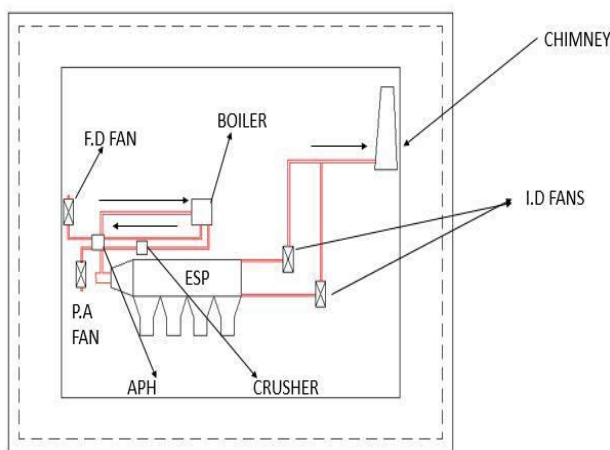 CHIMNEY
BOILER
F.D FAN
I.D FANS
ESP
P.A
FAN
APH
CRUSHER